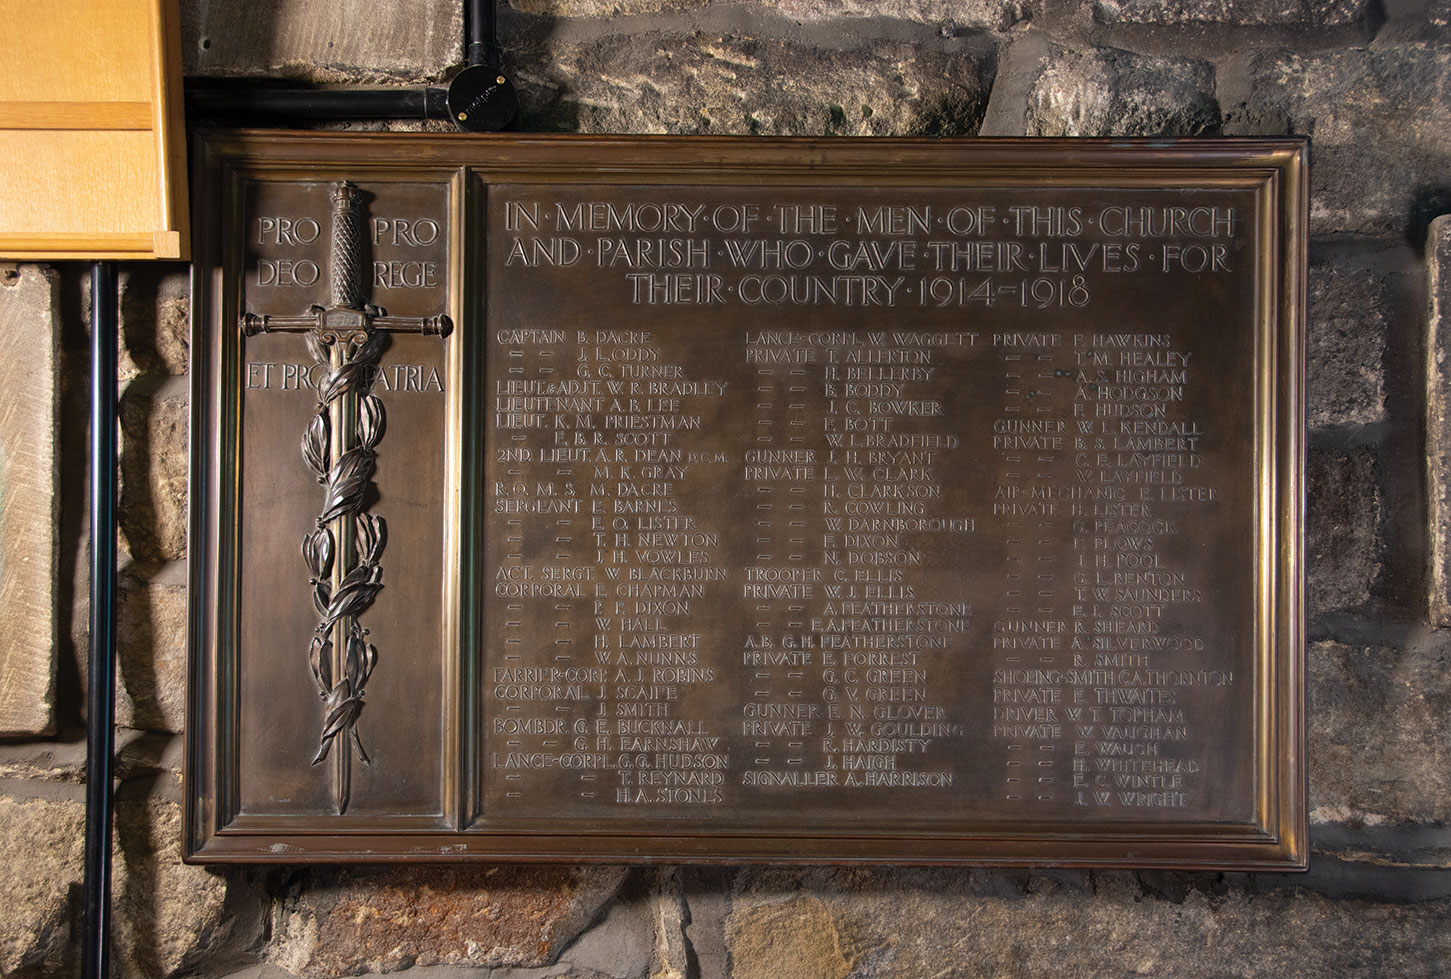 PRO PRO
DEO REGE
ET PRO PATRIA
IN·MEMORY·OF·THE·MEN·OF·THIS·CHURCH
AND·PARISH·WHO·GAVE·THEIR·LIVES·FOR
THEIR·COUNTRY·1914-1918
CAPTAIN B. DACRE
– – J. L. ODDY
– – G. C. TURNER
LIEUT. & ADJT. W. R. BRADLEY
LIEUTENANT A. B. LEE
LIEUT. K. M. PRIESTMAN
– F. B. R. SCOTT
2ND. LIEUT. A. R. DEAN D.C.M.
– – M. K. GRAY
R. Q. M. S. M. DACRE
SERGEANT E. BARNES
– – E. O. LISTER
– – T. H. NEWTON
– – J. H. VOWLES
ACT. SERGT. W. BLACKBURN
CORPORAL E. CHAPMAN
– – P. F. DIXON
– – W. HALL
– – H. LAMBERT
– – W. A. NUNNS
FARRIER-CORP. A. J. ROBINS
CORPORAL J. SCAIFE
– – J. SMITH
BOMBDR. G. E. BUCKNALL
– – G. H. EARNSHAW
LANCE-CORPL. G. G. HUDSON
– – T. REYNARD
– – H. A. STONES
LANCE-CORPL. W. WAGGETT
PRIVATE T. ALLERTON
– – H. BELLERBY
– – B. BODDY
– – J. C. BOWKER
– – F. BOTT
– – W. L. BRADFIELD
GUNNER J. H. BRYANT
PRIVATE L. W. CLARK
– – H. CLARKSON
– – R. COWLING
– – W. DARNBOROUGH
– – F. DIXON
– – N. DOBSON
TROOPER C. ELLIS
PRIVATE W. J. ELLIS
– – A. FEATHERSTONE
– – E. A. FEATHERSTONE
A.B. G. H. FEATHERSTONE
PRIVATE E. FORREST
– – G. C. GREEN
– – G. V. GREEN
GUNNER E. N. GLOVER
PRIVATE J. W. GOULDING
– – R. HARDISTY
– – J. HAIGH
SIGNALLER A. HARRISON
PRIVATE F. HAWKINS
– – T. M. HEALEY
– – A. S. HIGHAM
– – A. HODGSON
– – F. HUDSON
GUNNER W. L. KENDALL
PRIVATE B. S. LAMBERT
– – C. E. LAYFIELD
– – W. LAYFIELD
AIR-MECHANIC E. LISTER
PRIVATE H. LISTER
– – G. PEACOCK
– – F. PLOWS
– – J. H. POOL
– – G. L. RENTON
– – T. W. SAUNDERS
– – E. J. SCOTT
GUNNER R. SHEARD
PRIVATE A. SILVERWOOD
– – R. SMITH
SHOEING-SMITH C. A. THORNTON
PRIVATE E. THWAITES
DRIVER W. T. TOPHAM
PRIVATE W. VAUGHAN
– – E. WAUGH
– – H. WHITEHEAD
– – E. C. WINTLE
– – J. W. WRIGHT